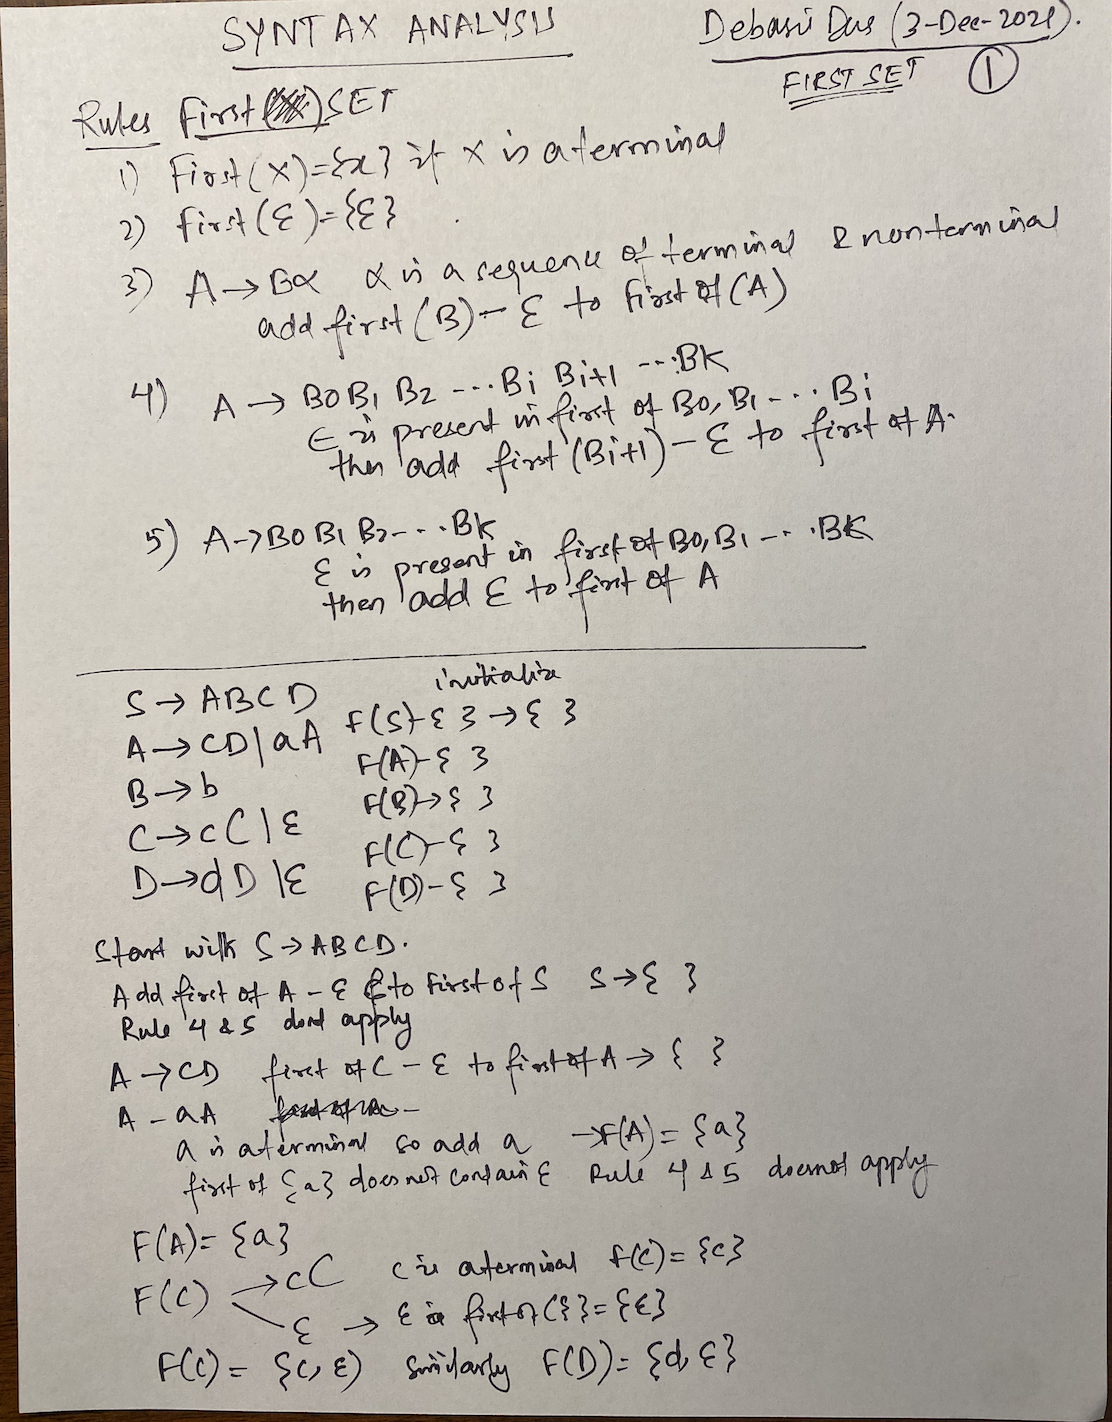 SYNTAX ANALYSIS
Debasis Das (3-Dec-2021).
FIRST SET ①
Rules First SET
1) First(X)={x} if x is a terminal
2) first(ε)={ε}
3) A→Bα α is a sequence of terminal & nonterminal
add first(B)-ε to first of(A)
4) A → B0 B1 B2 ---Bi Bi+1 ---Bk
ε is present in first of B0, B1 --- Bi
then add first(Bi+1)-ε to first of A.
5) A→B0 B1 B2--- Bk
ε is present in first of B0, B1 --- BK
then add ε to first of A
initialize
S→ABCD F(S)-{ }→{ }
A→CD|aA F(A)-{ }
B→b F(B)→{ }
C→cC|ε F(C)-{ }
D→dD|ε F(D)-{ }
Start with S→ABCD.
Add first of A-ε to First of S S→{ }
Rule 4 & 5 dont apply
A→CD first of C-ε to first of A→{ }
A-aA
a is a terminal so add a →F(A)={a}
first of {a} does not contain ε Rule 4 & 5 doesnot apply
F(A)={a}
F(C) →cC c is a terminal f(C)={c}
ε → ε is first of({}={ε}
F(C)={c, ε) Similarly F(D)={d, ε}